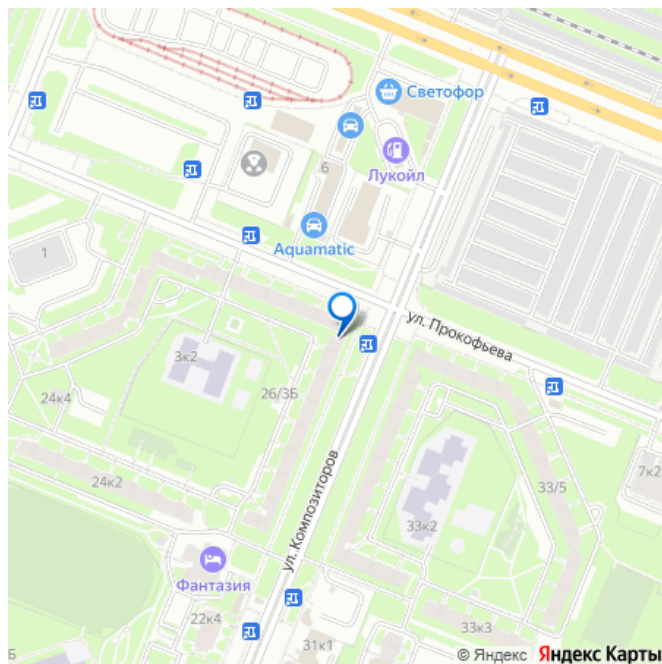 Светофор
Лукойл
6
Aquamatic
1
ул. Прокофьева
3к2
26/3Б
24к4
ул. Композиторов
24к2
33/5
7к2
33к2
Фантазия
22к4
33к3
31к1
Б
© Яндекс Яндекс Карты